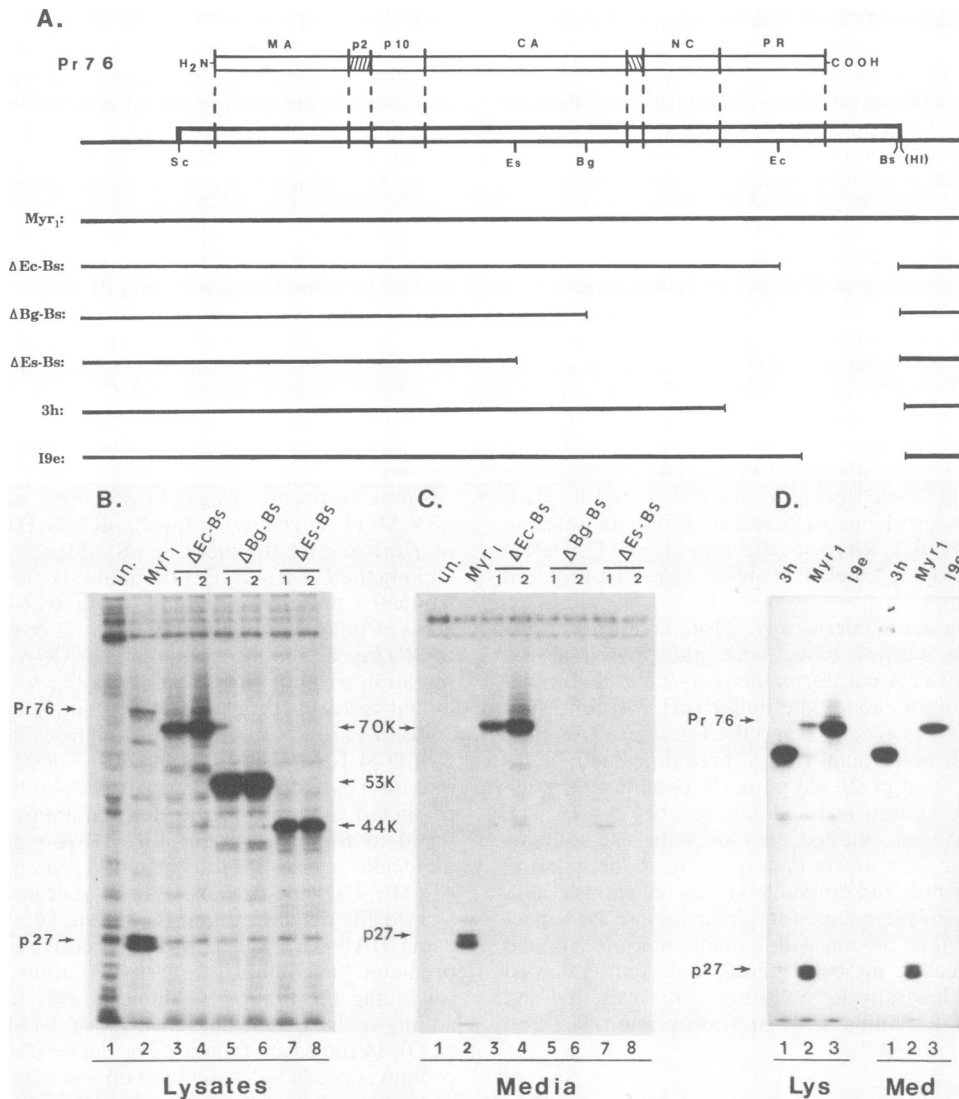 A.
MA p2 p10 CA NC PR
Pr76 H2N COOH
Sc Es Bg Ec Bs (HI)
Myr1:
ΔEc-Bs:
ΔBg-Bs:
ΔEs-Bs:
3h:
I9e:
B. C. D.
un. Myr1 ΔEc-Bs ΔBg-Bs ΔEs-Bs
un. Myr1 ΔEc-Bs ΔBg-Bs ΔEs-Bs
3h Myr1 I9e 3h Myr1 I9e
1 2 1 2 1 2
1 2 1 2 1 2
Pr76 →
← 70K →
← 53K
← 44K
p27 →
p27→
Pr 76 →
p27→
1 2 3 4 5 6 7 8
Lysates
1 2 3 4 5 6 7 8
Media
1 2 3 1 2 3
Lys Med